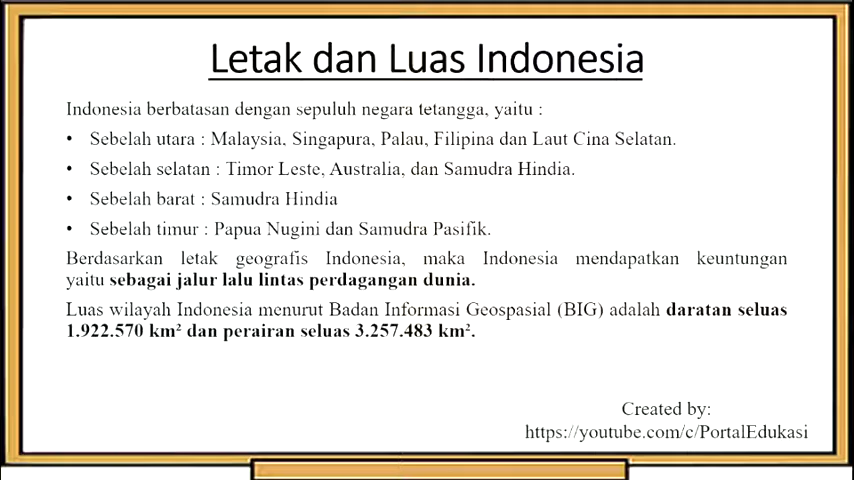 Letak dan Luas Indonesia
Indonesia berbatasan dengan sepuluh negara tetangga, yaitu :
• Sebelah utara : Malaysia, Singapura, Palau, Filipina dan Laut Cina Selatan.
• Sebelah selatan : Timor Leste, Australia, dan Samudra Hindia.
• Sebelah barat : Samudra Hindia
• Sebelah timur : Papua Nugini dan Samudra Pasifik.
Berdasarkan letak geografis Indonesia, maka Indonesia mendapatkan keuntungan
yaitu sebagai jalur lalu lintas perdagangan dunia.
Luas wilayah Indonesia menurut Badan Informasi Geospasial (BIG) adalah daratan seluas
1.922.570 km² dan perairan seluas 3.257.483 km².
Created by:
https://youtube.com/c/PortalEdukasi